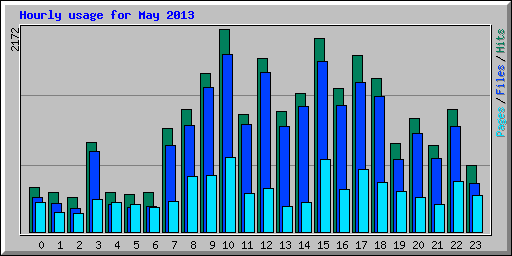 Hourly usage for May 2013
2172
Pages / Files / Hits
0 1 2 3 4 5 6 7 8 9 10 11 12 13 14 15 16 17 18 19 20 21 22 23